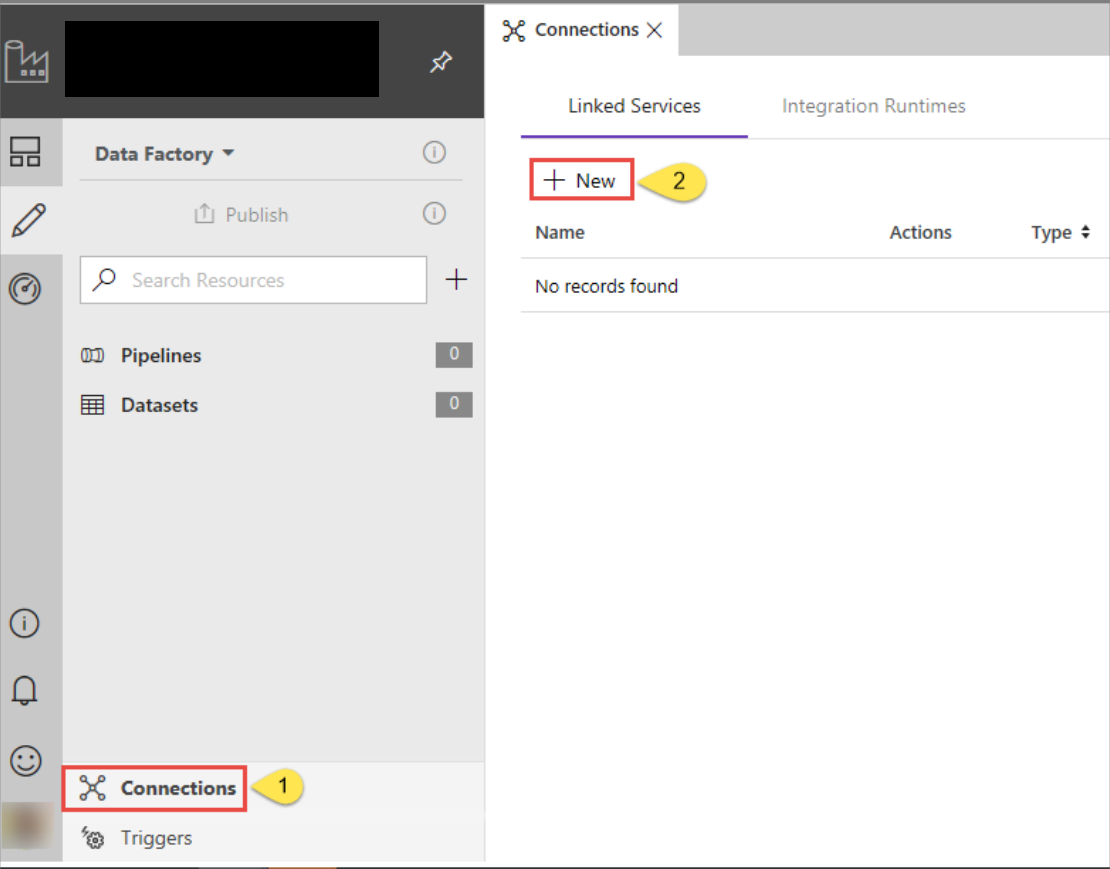 Connections
Linked Services
Integration Runtimes
Data Factory
Publish
Search Resources
Pipelines 0
Datasets 0
Connections 1
Triggers
New 2
Name Actions Type
No records found